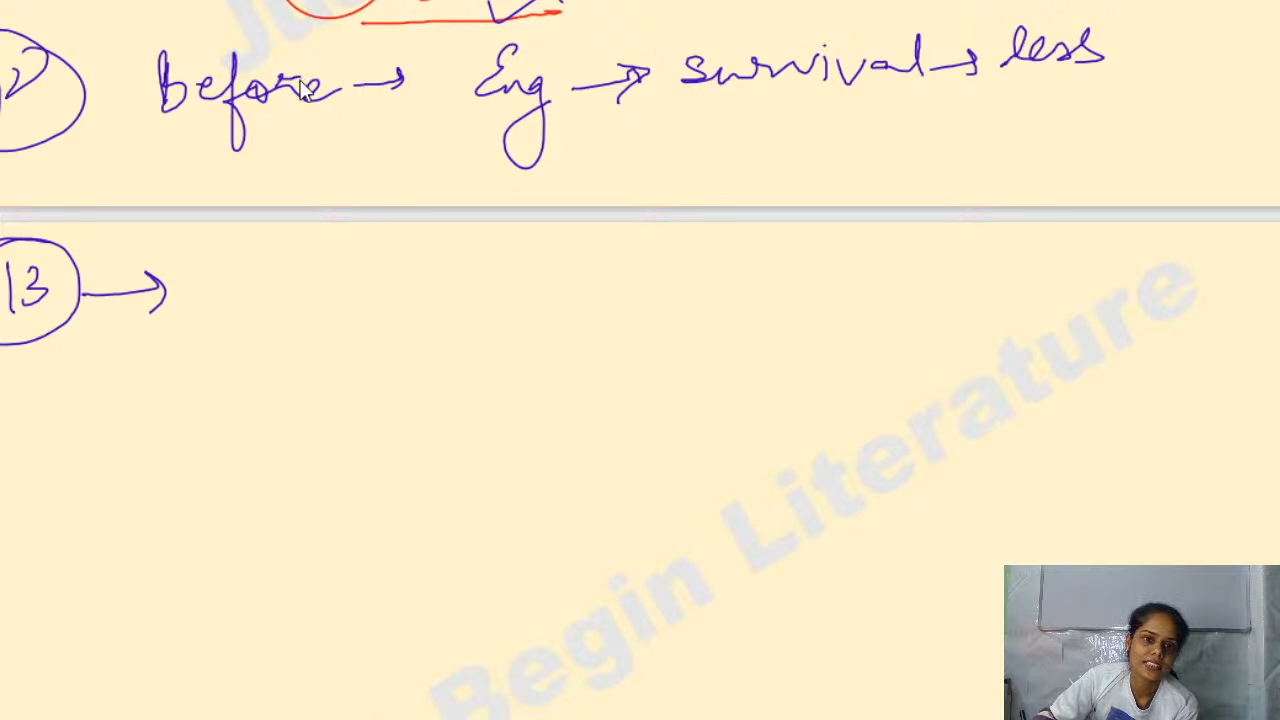 Before → Eng → survival → less
13 →
Begin Literature